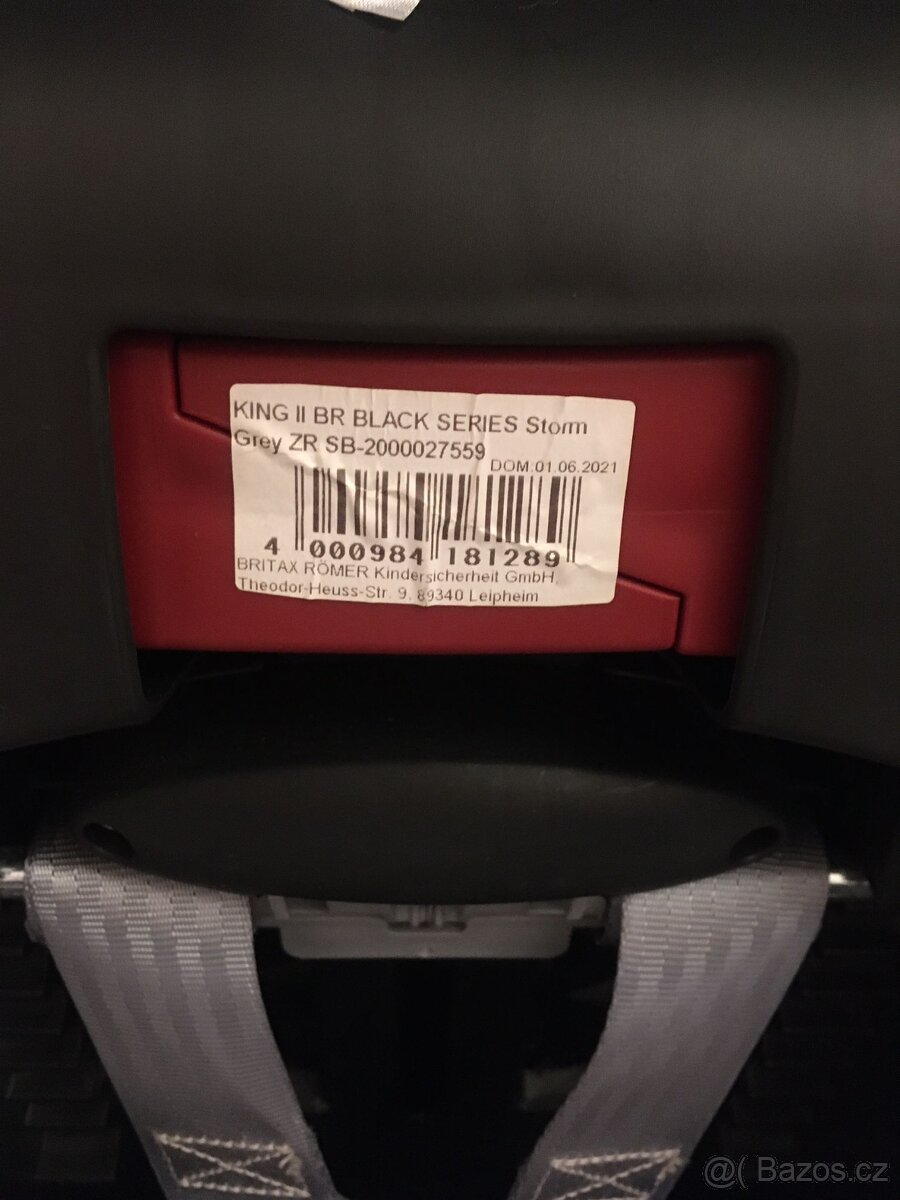 KING II BR BLACK SERIES Storm
Grey ZR SB-2000027559
DOM:01.06.2021
4 000984 181289
BRITAX RÖMER Kindersicherheit GmbH,
Theodor-Heuss-Str. 9, 89340 Leipheim
@( Bazos.cz